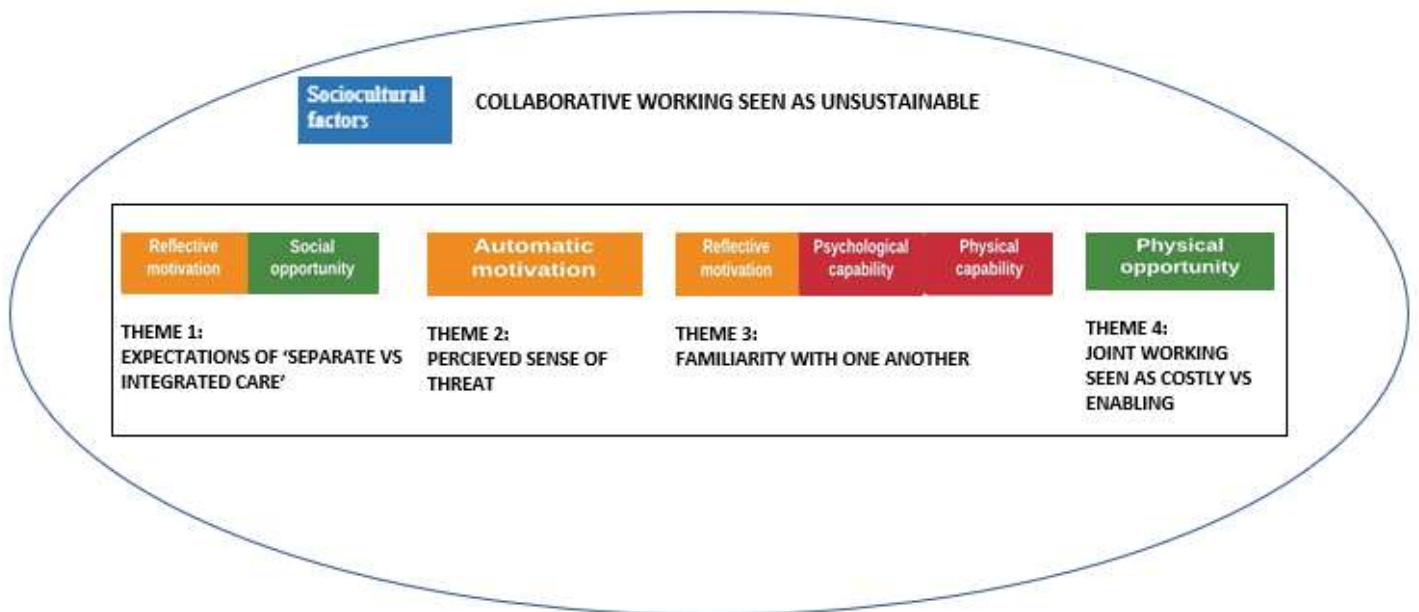 Sociocultural
factors
COLLABORATIVE WORKING SEEN AS UNSUSTAINABLE
Reflective
motivation
Social
opportunity
Automatic
motivation
Reflective
motivation
Psychological
capability
Physical
capability
Physical
opportunity
THEME 1:
EXPECTATIONS OF ‘SEPARATE VS
INTEGRATED CARE’
THEME 2:
PERCIEVED SENSE OF
THREAT
THEME 3:
FAMILIARITY WITH ONE ANOTHER
THEME 4:
JOINT WORKING
SEEN AS COSTLY VS
ENABLING